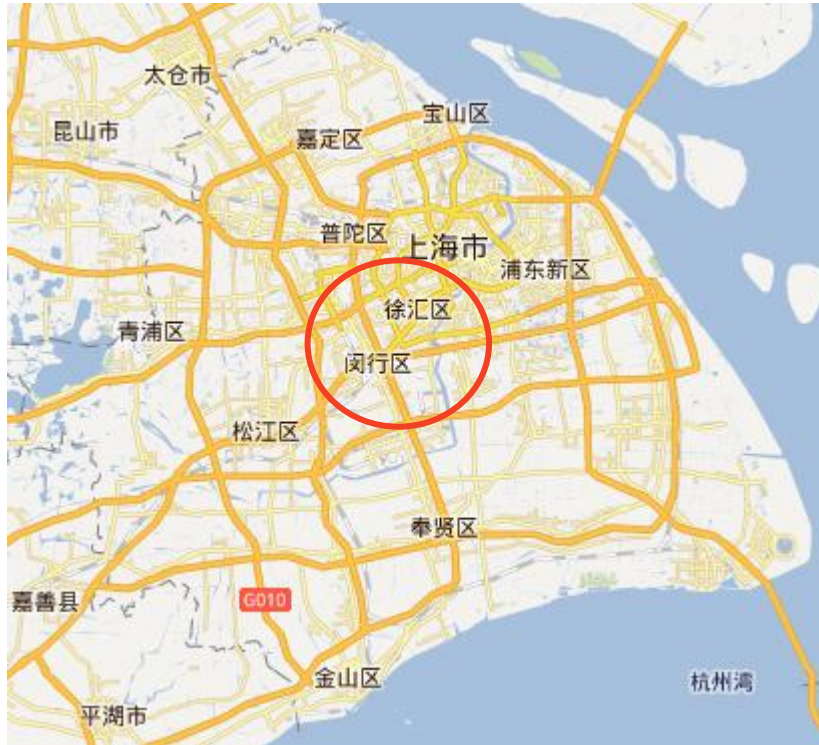 太仓市
宝山区
昆山市
嘉定区
普陀区
上海市
浦东新区
徐汇区
青浦区
闵行区
松江区
奉贤区
嘉善县
G010
金山区
杭州湾
平湖市